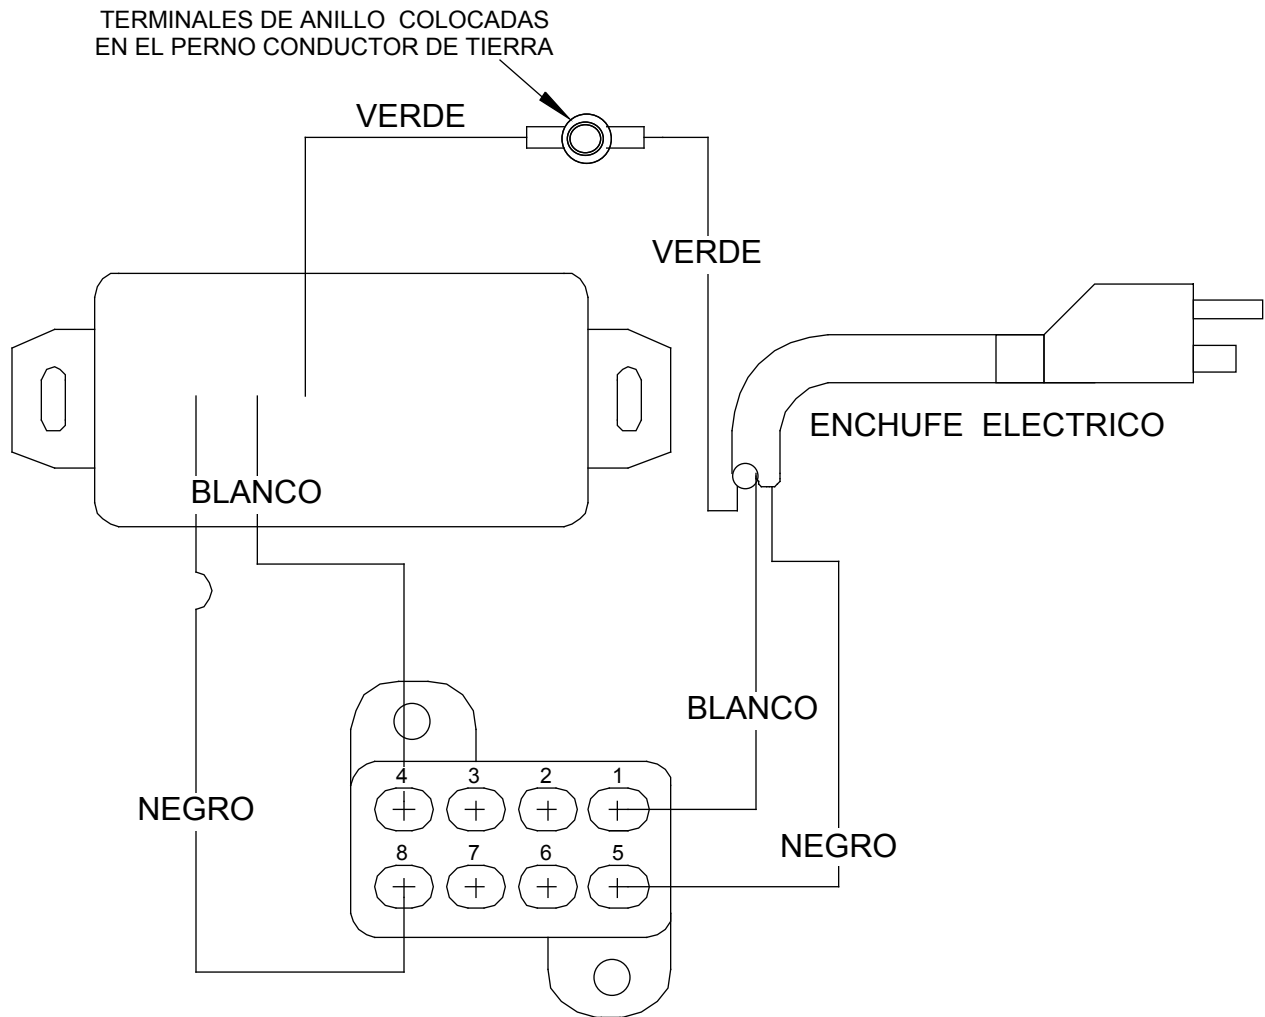 TERMINALES DE ANILLO COLOCADAS
EN EL PERNO CONDUCTOR DE TIERRA
VERDE
VERDE
ENCHUFE ELECTRICO
BLANCO
BLANCO
NEGRO
4 3 2 1
8 7 6 5
NEGRO